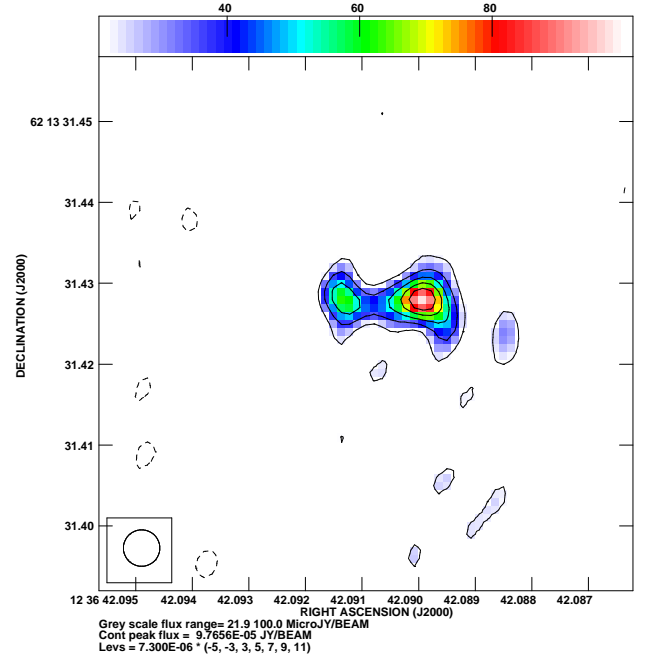 40 60 80
62 13 31.45
31.44
31.43
DECLINATION (J2000)
31.42
31.41
31.40
12 36 42.095 42.094 42.093 42.092 42.091 42.090 42.089 42.088 42.087
RIGHT ASCENSION (J2000)
Grey scale flux range= 21.9 100.0 MicroJY/BEAM
Cont peak flux = 9.7656E-05 JY/BEAM
Levs = 7.300E-06 * (-5, -3, 3, 5, 7, 9, 11)